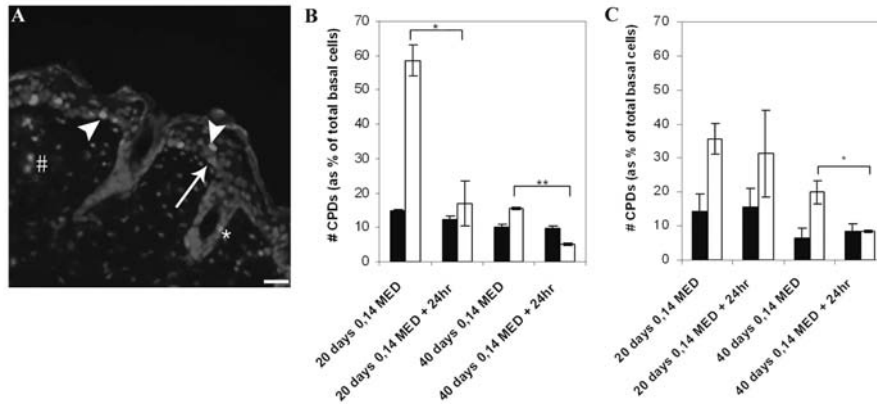 A
#
*
B
# CPDs (as % of total basal cells)
70
60
50
40
30
20
10
0
*
**
20 days 0,14 MED
20 days 0,14 MED + 24hr
40 days 0,14 MED
40 days 0,14 MED + 24hr
C
# CPDs (as % of total basal cells)
70
60
50
40
30
20
10
0
*
20 days 0,14 MED
20 days 0,14 MED + 24hr
40 days 0,14 MED
40 days 0,14 MED + 24hr